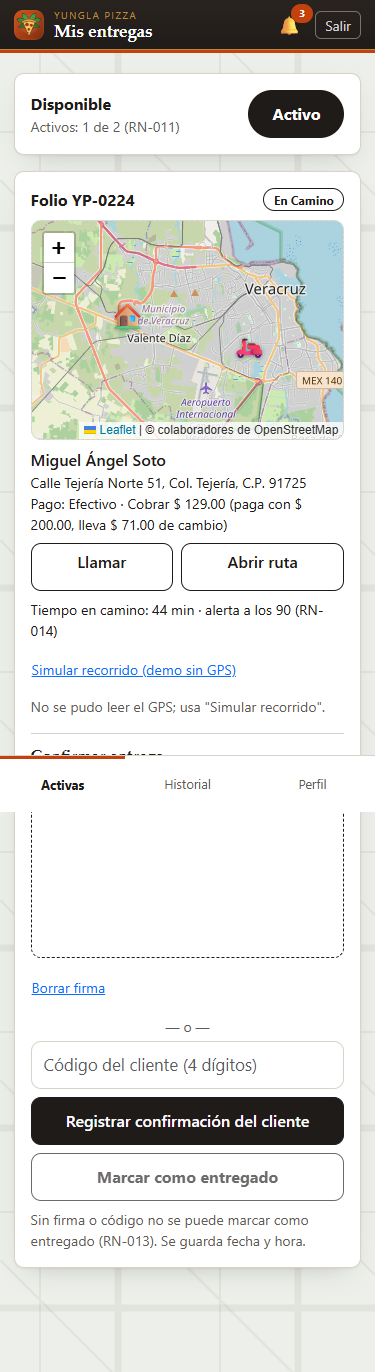 YUNGLA PIZZA
Mis entregas
3
Salir
Disponible
Activos: 1 de 2 (RN-011)
Activo
Folio YP-0224
En Camino
+
−
Veracruz
Municipio
de Veracruz
Valente Díaz
MEX 140
Aeropuerto
Internacional
Leaflet | © colaboradores de OpenStreetMap
Miguel Ángel Soto
Calle Tejería Norte 51, Col. Tejería, C.P. 91725
Pago: Efectivo · Cobrar $ 129.00 (paga con $
200.00, lleva $ 71.00 de cambio)
Llamar
Abrir ruta
Tiempo en camino: 44 min · alerta a los 90 (RN-
014)
Simular recorrido (demo sin GPS)
No se pudo leer el GPS; usa "Simular recorrido".
Confirmar entrega
Activas
Historial
Perfil
Borrar firma
— o —
Código del cliente (4 dígitos)
Registrar confirmación del cliente
Marcar como entregado
Sin firma o código no se puede marcar como
entregado (RN-013). Se guarda fecha y hora.